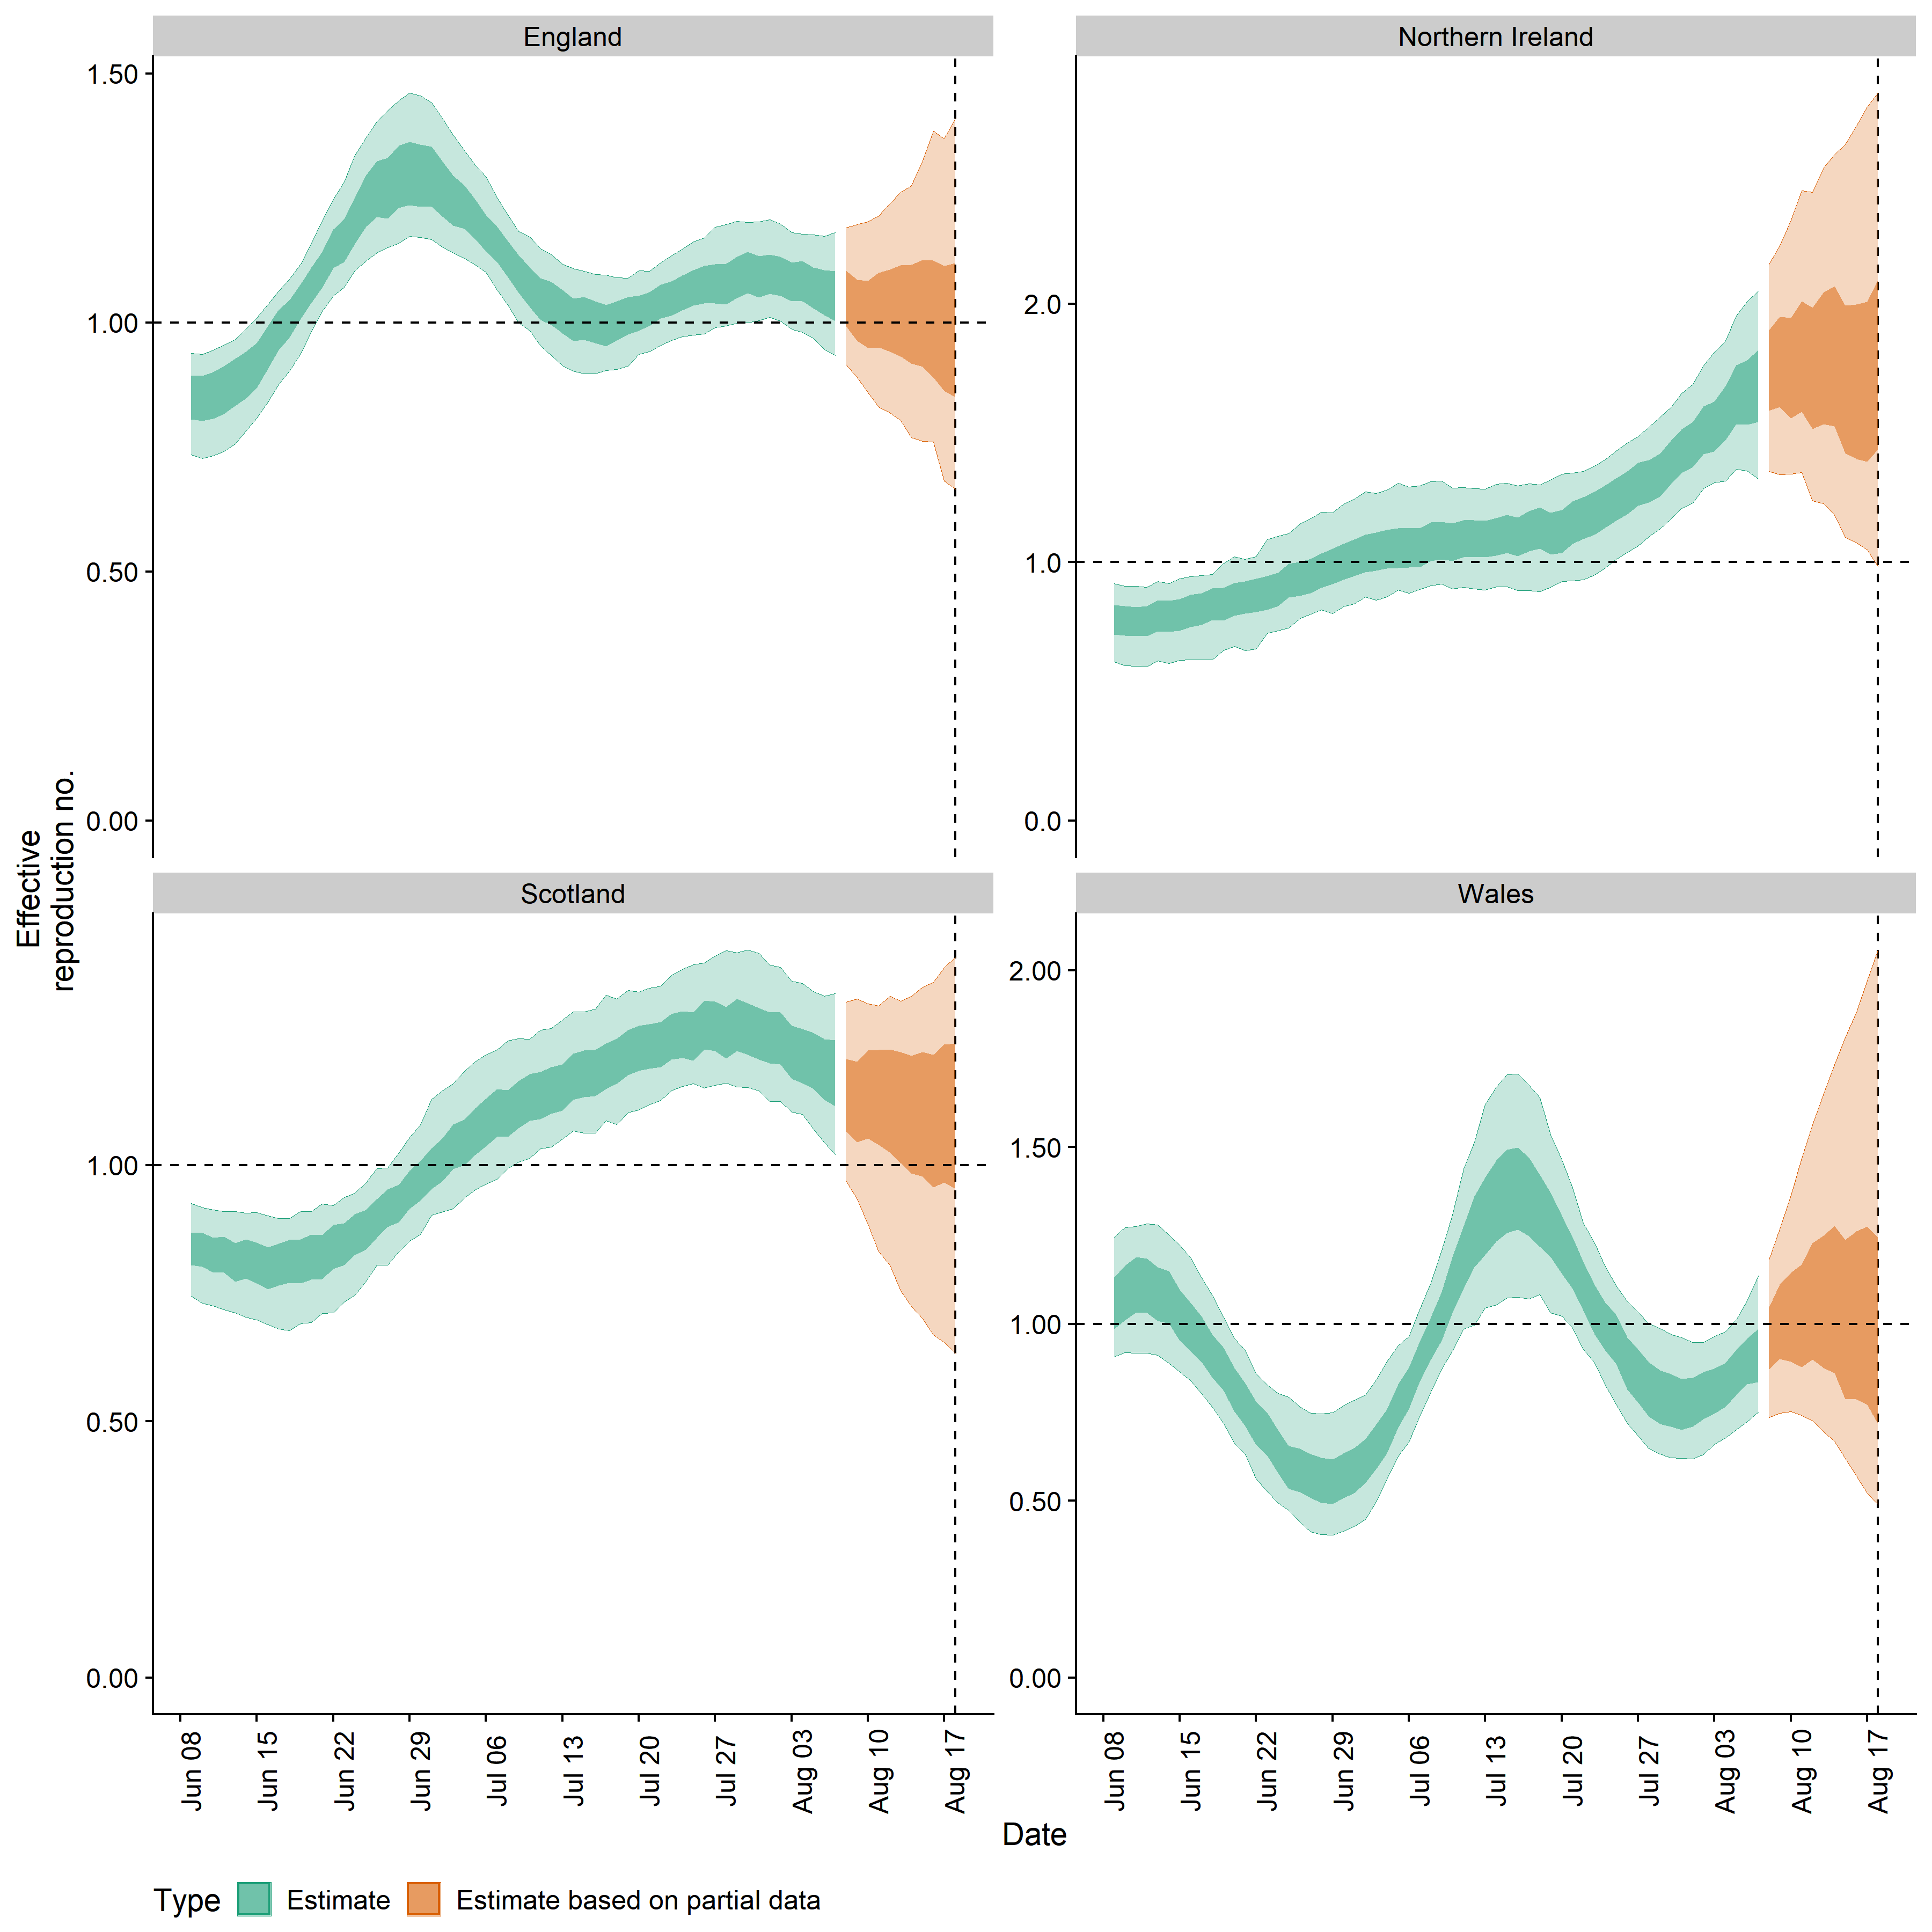 England
Northern Ireland
1.50
1.00
0.50
0.00
2.0
1.0
0.0
Effective
reproduction no.
Scotland
Wales
1.00
0.50
0.00
2.00
1.50
1.00
0.50
0.00
Jun 08
Jun 15
Jun 22
Jun 29
Jul 06
Jul 13
Jul 20
Jul 27
Aug 03
Aug 10
Aug 17
Jun 08
Jun 15
Jun 22
Jun 29
Jul 06
Jul 13
Jul 20
Jul 27
Aug 03
Aug 10
Aug 17
Date
Type Estimate Estimate based on partial data